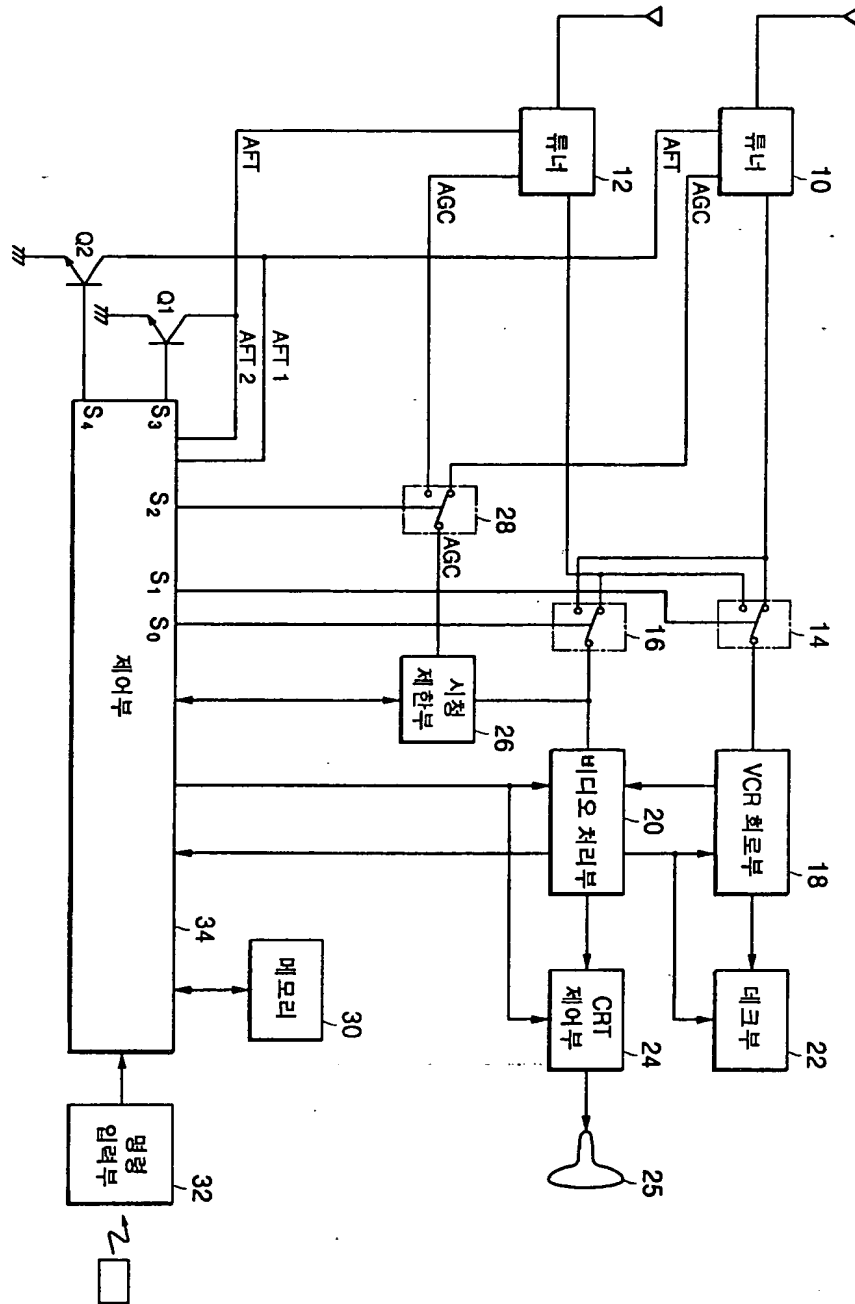 튜너
10
AFT
AGC
튜너
12
AFT
AGC
14
16
28
AGC
VCR 회로부
18
데크부
22
비디오 처리부
20
CRT
제어부
24
25
시청
제한부
26
Q2
Q1
AFT 1
AFT 2
S4
S3
S2
S1
S0
제어부
34
메모리
30
명령
입력부
32